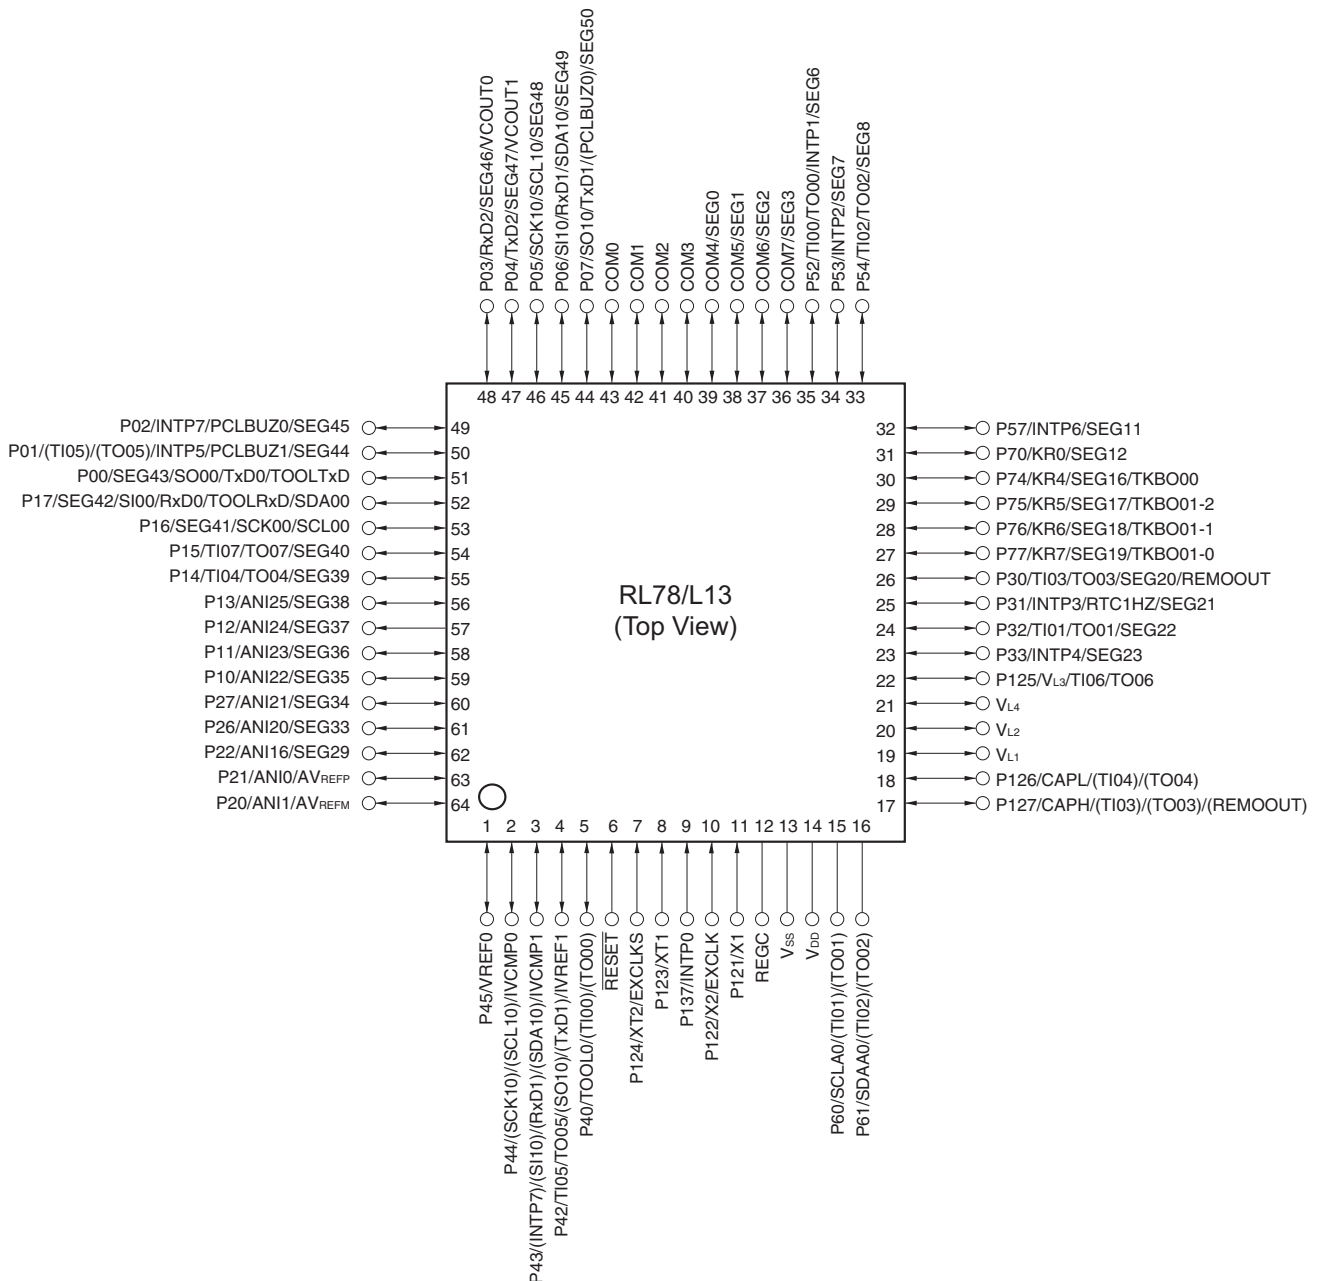 P03/RxD2/SEG46/VCOUT0
P04/TxD2/SEG47/VCOUT1
P05/SCK10/SCL10/SEG48
P06/SI10/RxD1/SDA10/SEG49
P07/SO10/TxD1/(PCLBUZ0)/SEG50
COM0
COM1
COM2
COM3
COM4/SEG0
COM5/SEG1
COM6/SEG2
COM7/SEG3
P52/TI00/TO00/INTP1/SEG6
P53/INTP2/SEG7
P54/TI02/TO02/SEG8
48 47 46 45 44 43 42 41 40 39 38 37 36 35 34 33
P02/INTP7/PCLBUZ0/SEG45 49
P01/(TI05)/(TO05)/INTP5/PCLBUZ1/SEG44 50
P00/SEG43/SO00/TxD0/TOOLTxD 51
P17/SEG42/SI00/RxD0/TOOLRxD/SDA00 52
P16/SEG41/SCK00/SCL00 53
P15/TI07/TO07/SEG40 54
P14/TI04/TO04/SEG39 55
P13/ANI25/SEG38 56
P12/ANI24/SEG37 57
P11/ANI23/SEG36 58
P10/ANI22/SEG35 59
P27/ANI21/SEG34 60
P26/ANI20/SEG33 61
P22/ANI16/SEG29 62
P21/ANI0/AVREFP 63
P20/ANI1/AVREFM 64
RL78/L13
(Top View)
32 P57/INTP6/SEG11
31 P70/KR0/SEG12
30 P74/KR4/SEG16/TKBO00
29 P75/KR5/SEG17/TKBO01-2
28 P76/KR6/SEG18/TKBO01-1
27 P77/KR7/SEG19/TKBO01-0
26 P30/TI03/TO03/SEG20/REMOOUT
25 P31/INTP3/RTC1HZ/SEG21
24 P32/TI01/TO01/SEG22
23 P33/INTP4/SEG23
22 P125/VL3/TI06/TO06
21 VL4
20 VL2
19 VL1
18 P126/CAPL/(TI04)/(TO04)
17 P127/CAPH/(TI03)/(TO03)/(REMOOUT)
1 2 3 4 5 6 7 8 9 10 11 12 13 14 15 16
P45/VREF0
P44/(SCK10)/(SCL10)/IVCMP0
P43/(INTP7)/(SI10)/(RxD1)/(SDA10)/IVCMP1
P42/TI05/TO05/(SO10)/(TxD1)/IVREF1
P40/TOOL0/(TI00)/(TO00)
RESET
P124/XT2/EXCLKS
P123/XT1
P137/INTP0
P122/X2/EXCLK
P121/X1
REGC
VSS
VDD
P60/SCLA0/(TI01)/(TO01)
P61/SDAA0/(TI02)/(TO02)